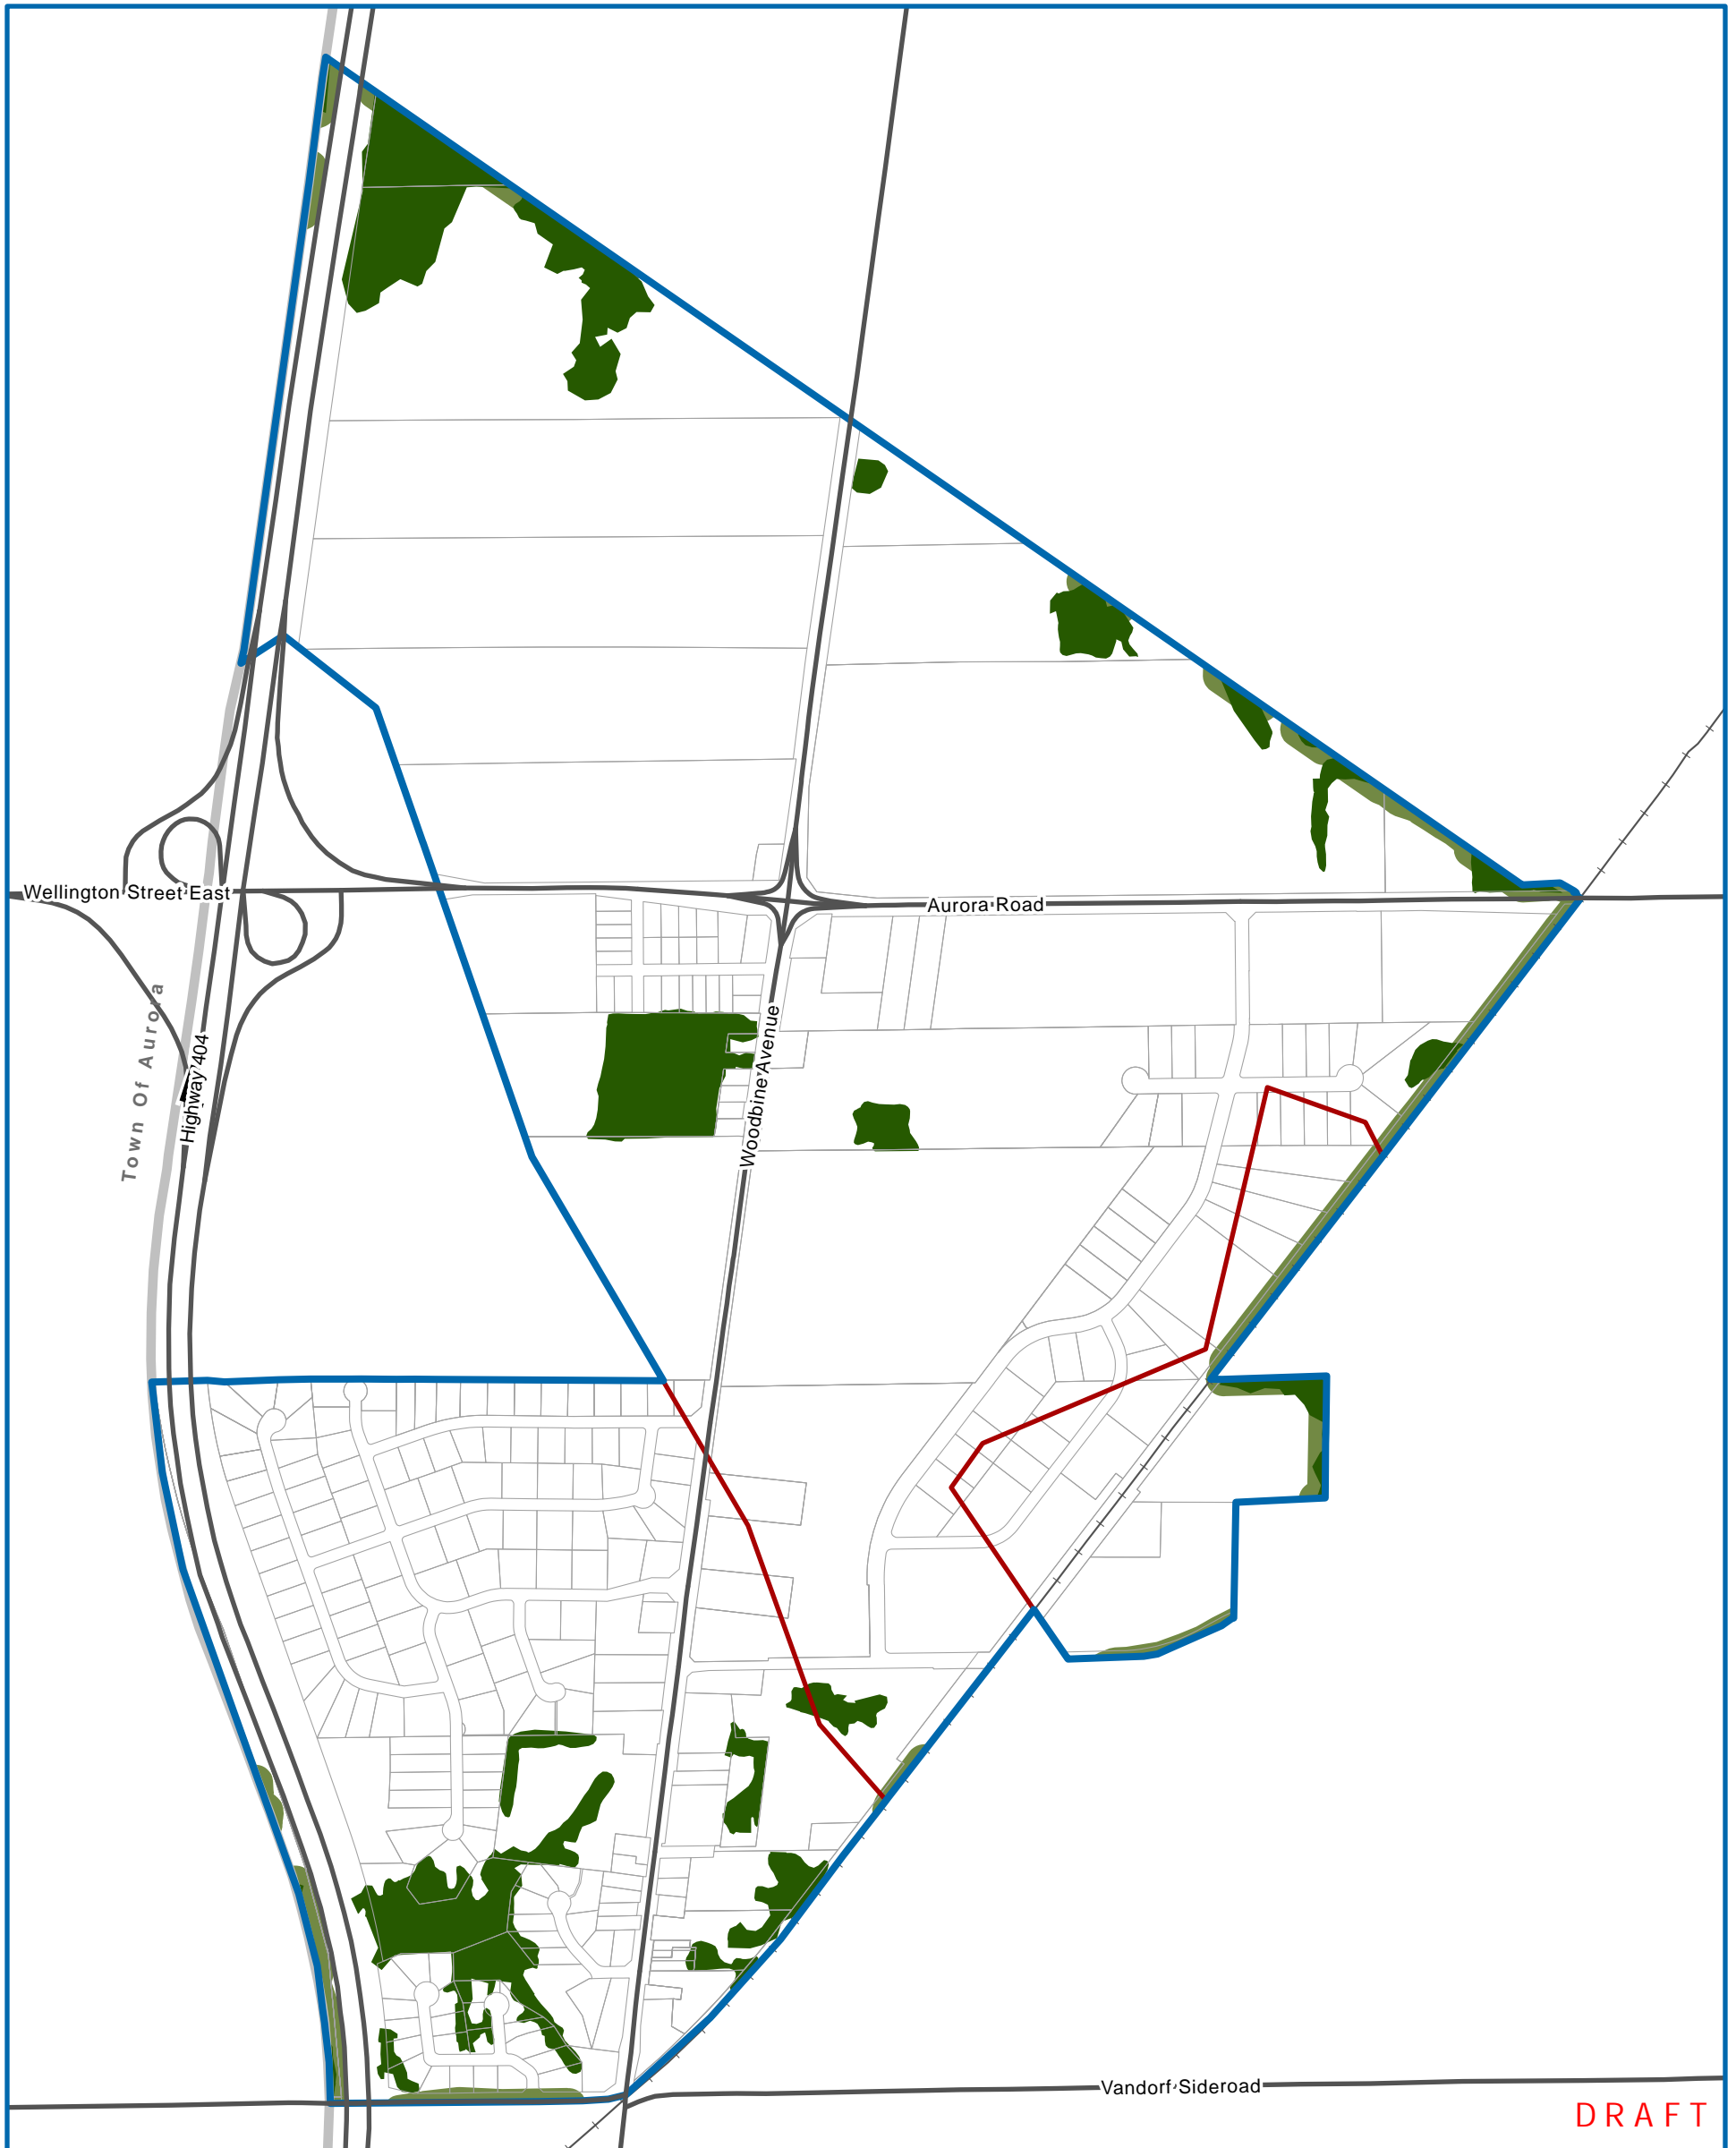 Wellington Street East
Aurora Road
Town Of Aurora
Highway 404
Woodbine Avenue
Vandorf Sideroad
DRAFT